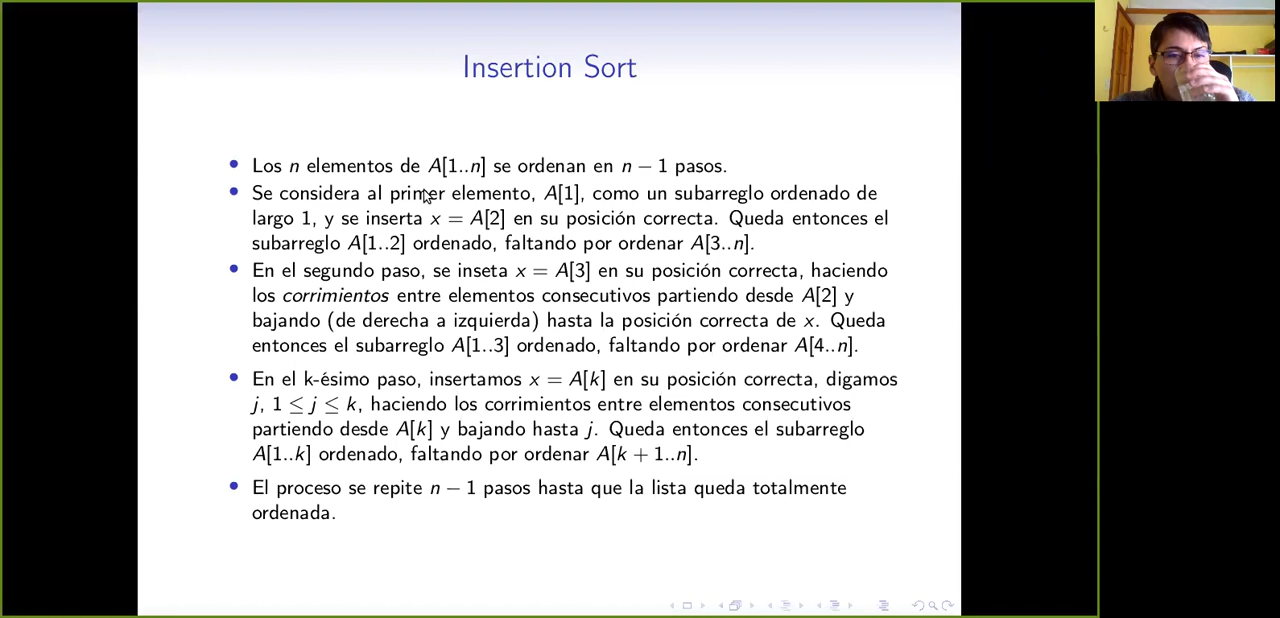 Insertion Sort
• Los n elementos de A[1..n] se ordenan en n − 1 pasos.
• Se considera al primer elemento, A[1], como un subarreglo ordenado de
largo 1, y se inserta x = A[2] en su posición correcta. Queda entonces el
subarreglo A[1..2] ordenado, faltando por ordenar A[3..n].
• En el segundo paso, se inseta x = A[3] en su posición correcta, haciendo
los corrimientos entre elementos consecutivos partiendo desde A[2] y
bajando (de derecha a izquierda) hasta la posición correcta de x. Queda
entonces el subarreglo A[1..3] ordenado, faltando por ordenar A[4..n].
• En el k-ésimo paso, insertamos x = A[k] en su posición correcta, digamos
j, 1 ≤ j ≤ k, haciendo los corrimientos entre elementos consecutivos
partiendo desde A[k] y bajando hasta j. Queda entonces el subarreglo
A[1..k] ordenado, faltando por ordenar A[k + 1..n].
• El proceso se repite n − 1 pasos hasta que la lista queda totalmente
ordenada.